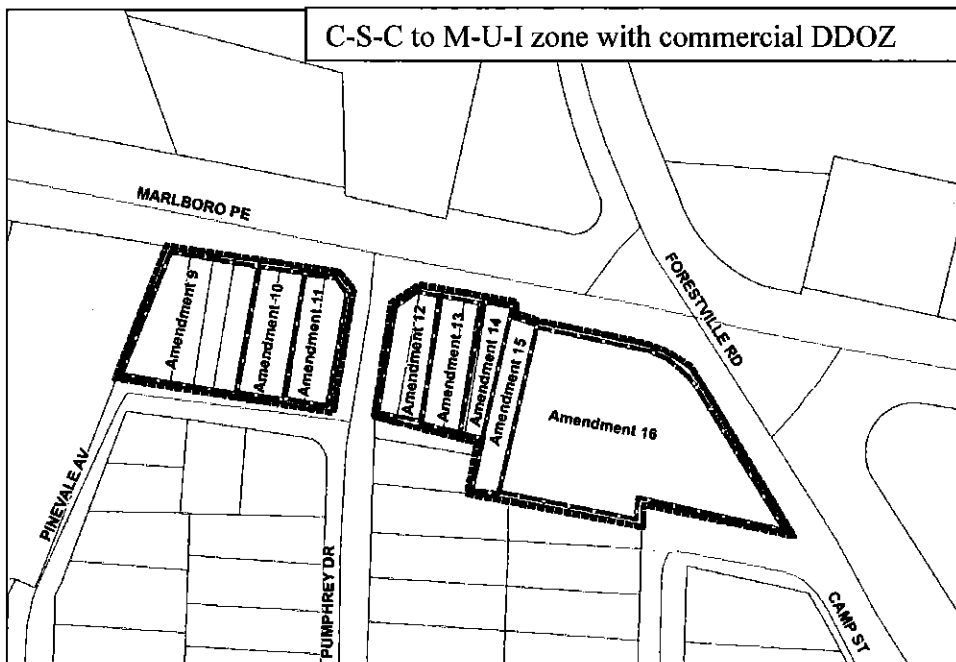 C-S-C to M-U-I zone with commercial DDOZ
MARLBORO PE
FORESTVILLE RD
Amendment 9
Amendment 10
Amendment 11
Amendment 12
Amendment 13
Amendment 14
Amendment 15
Amendment 16
PINEVALE AV
PUMPHREY DR
CAMP ST